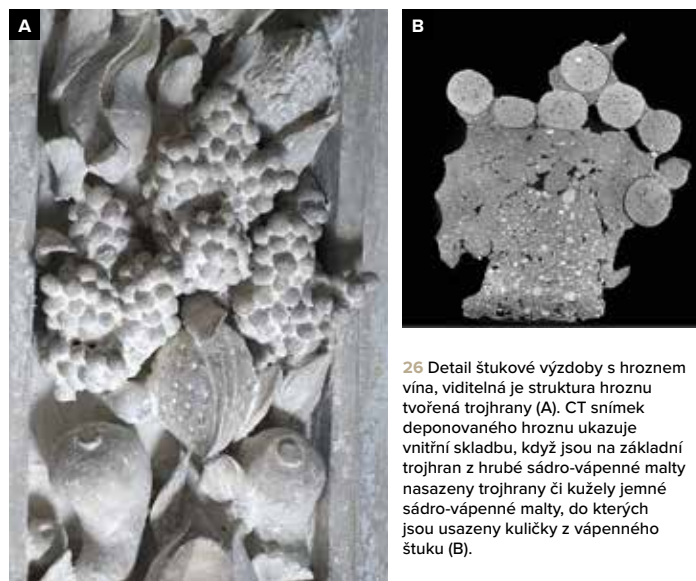 A
B
26 Detail štukové výzdoby s hroznem
vína, viditelná je struktura hroznu
tvořená trojhrany (A). CT snímek
deponovaného hroznu ukazuje
vnitřní skladbu, když jsou na základní
trojhran z hrubé sádro-vápenné malty
nasazeny trojhrany či kužely jemné
sádro-vápenné malty, do kterých
jsou usazeny kuličky z vápenného
štuku (B).